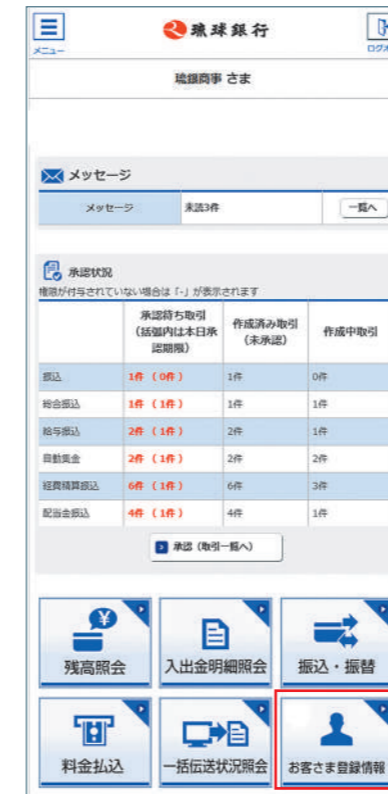 メニュー
琉球銀行
ログオ
琉銀商事 さま
メッセージ
メッセージ 未読3件 一覧へ
承認状況
権限が付与されていない場合は「-」が表示されます
承認待ち取引
(括弧内は本日承
認期限)
作成済み取引
(未承認)
作成中取引
振込 1件 ( 0件 ) 1件 0件
総合振込 1件 ( 1件 ) 1件 1件
給与振込 2件 ( 1件 ) 2件 1件
自動集金 2件 ( 1件 ) 2件 2件
経費精算振込 6件 ( 1件 ) 6件 3件
配当金振込 4件 ( 1件 ) 4件 1件
承認(取引一覧へ)
残高照会 入出金明細照会 振込・振替
料金払込 一括伝送状況照会 お客さま登録情報